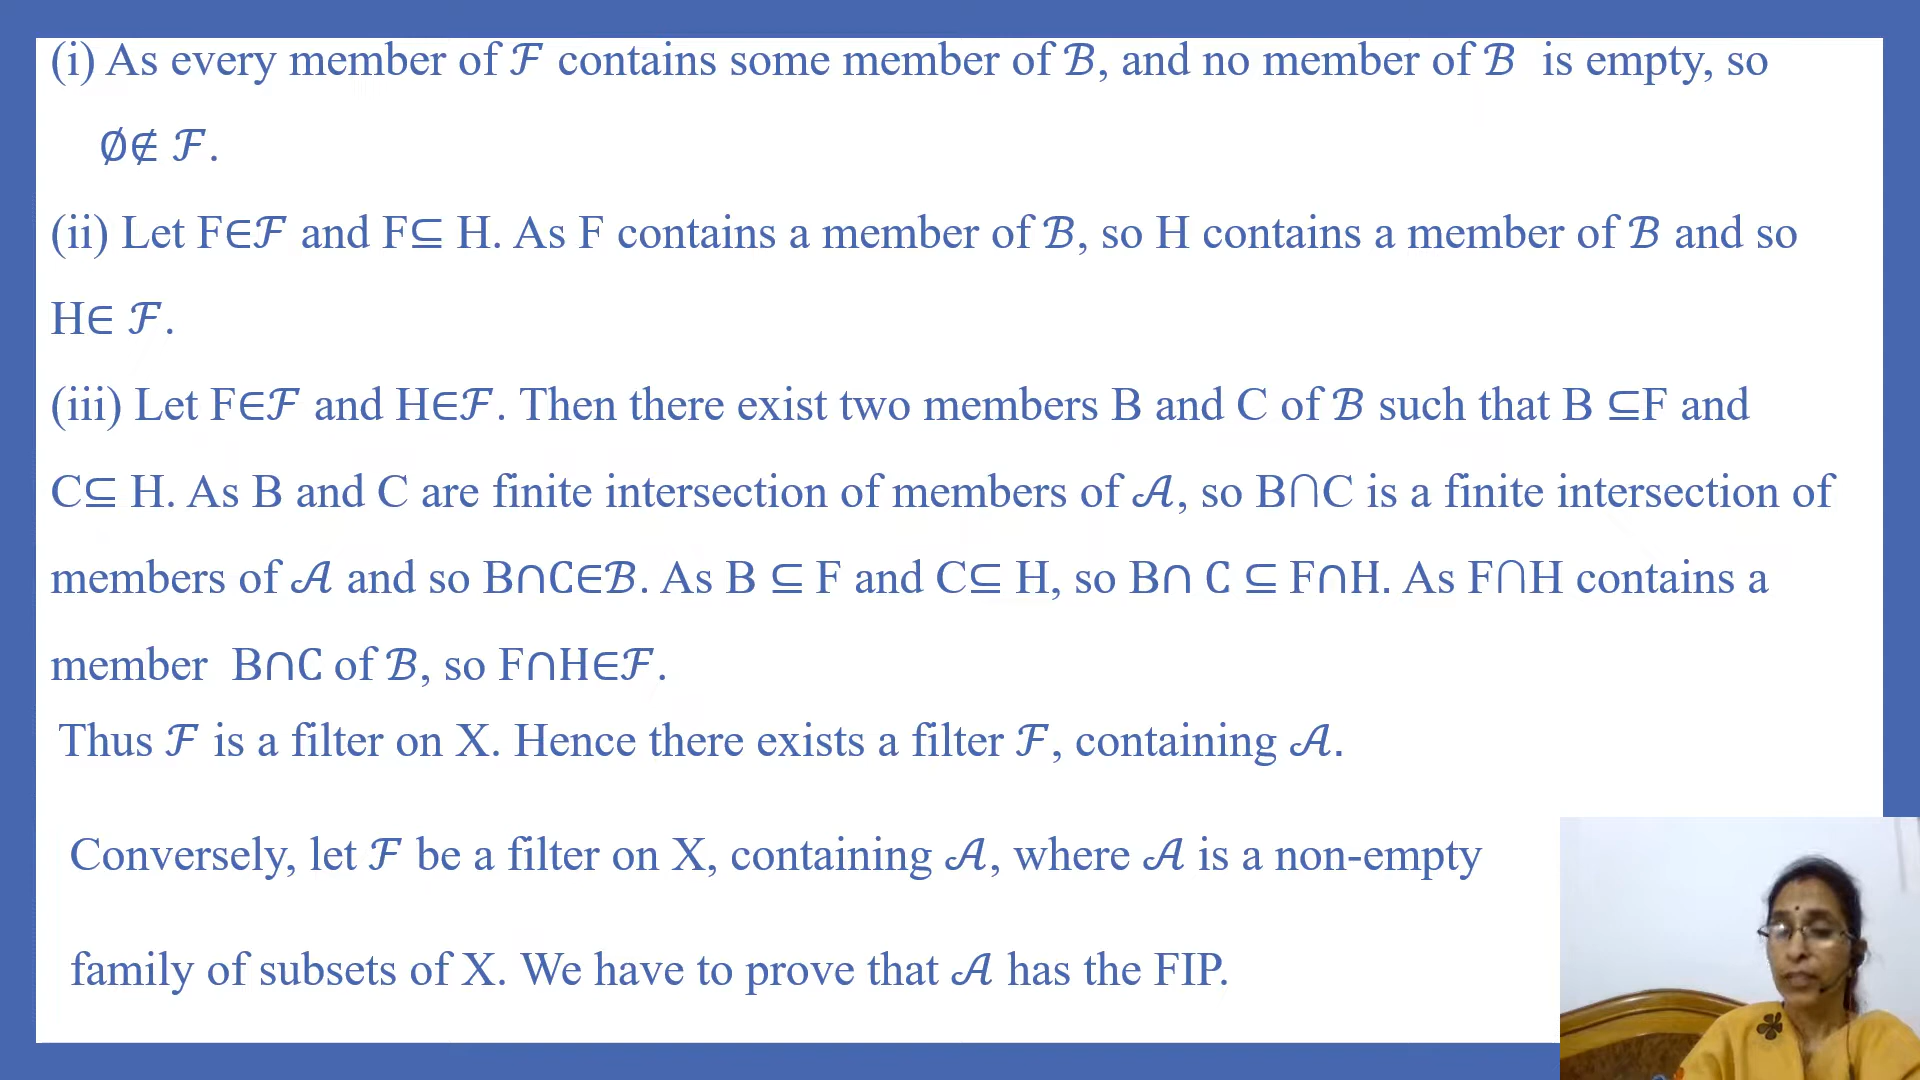 (i) As every member of ℱ contains some member of ℬ, and no member of ℬ is empty, so
∅∉ ℱ.
(ii) Let F∈ℱ and F⊆ H. As F contains a member of ℬ, so H contains a member of ℬ and so
H∈ ℱ.
(iii) Let F∈ℱ and H∈ℱ. Then there exist two members B and C of ℬ such that B ⊆F and
C⊆ H. As B and C are finite intersection of members of 𝒜, so B∩C is a finite intersection of
members of 𝒜 and so B∩C∈ℬ. As B ⊆ F and C⊆ H, so B∩ C ⊆ F∩H. As F∩H contains a
member B∩C of ℬ, so F∩H∈ℱ.
Thus ℱ is a filter on X. Hence there exists a filter ℱ, containing 𝒜.
Conversely, let ℱ be a filter on X, containing 𝒜, where 𝒜 is a non-empty
family of subsets of X. We have to prove that 𝒜 has the FIP.